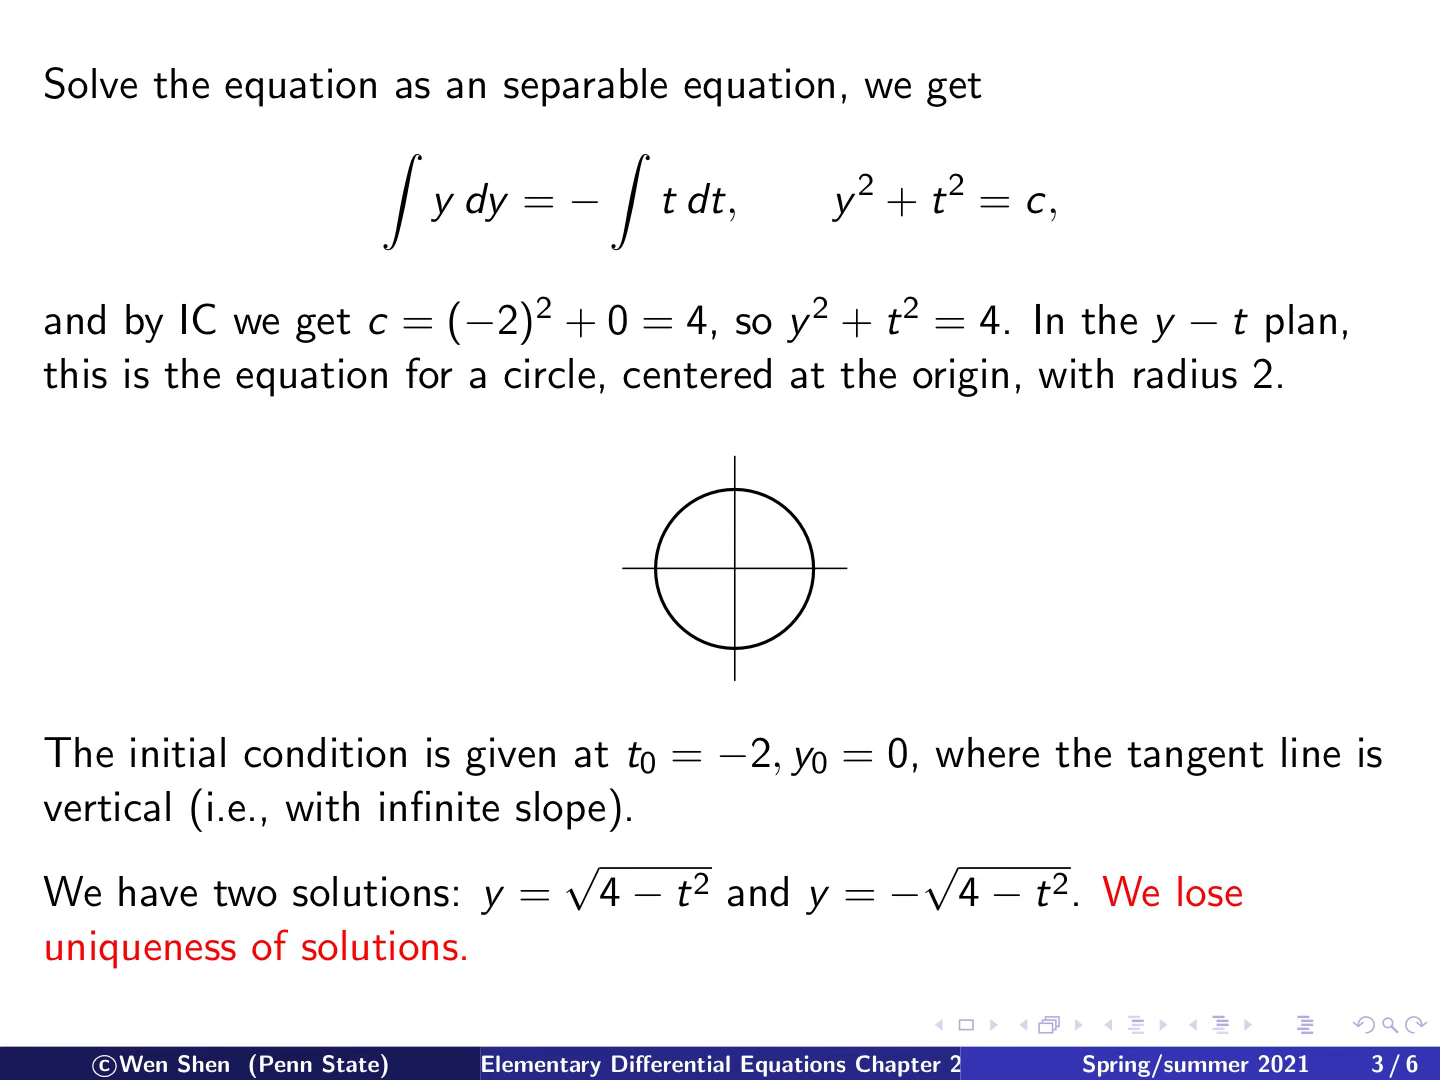 Solve the equation as an separable equation, we get
∫ y dy = − ∫ t dt, y² + t² = c,
and by IC we get c = (−2)² + 0 = 4, so y² + t² = 4. In the y − t plan,
this is the equation for a circle, centered at the origin, with radius 2.
The initial condition is given at t₀ = −2, y₀ = 0, where the tangent line is
vertical (i.e., with infinite slope).
We have two solutions: y = √(4 − t²) and y = −√(4 − t²). We lose
uniqueness of solutions.
©Wen Shen (Penn State) Elementary Differential Equations Chapter 2 Spring/summer 2021 3 / 6